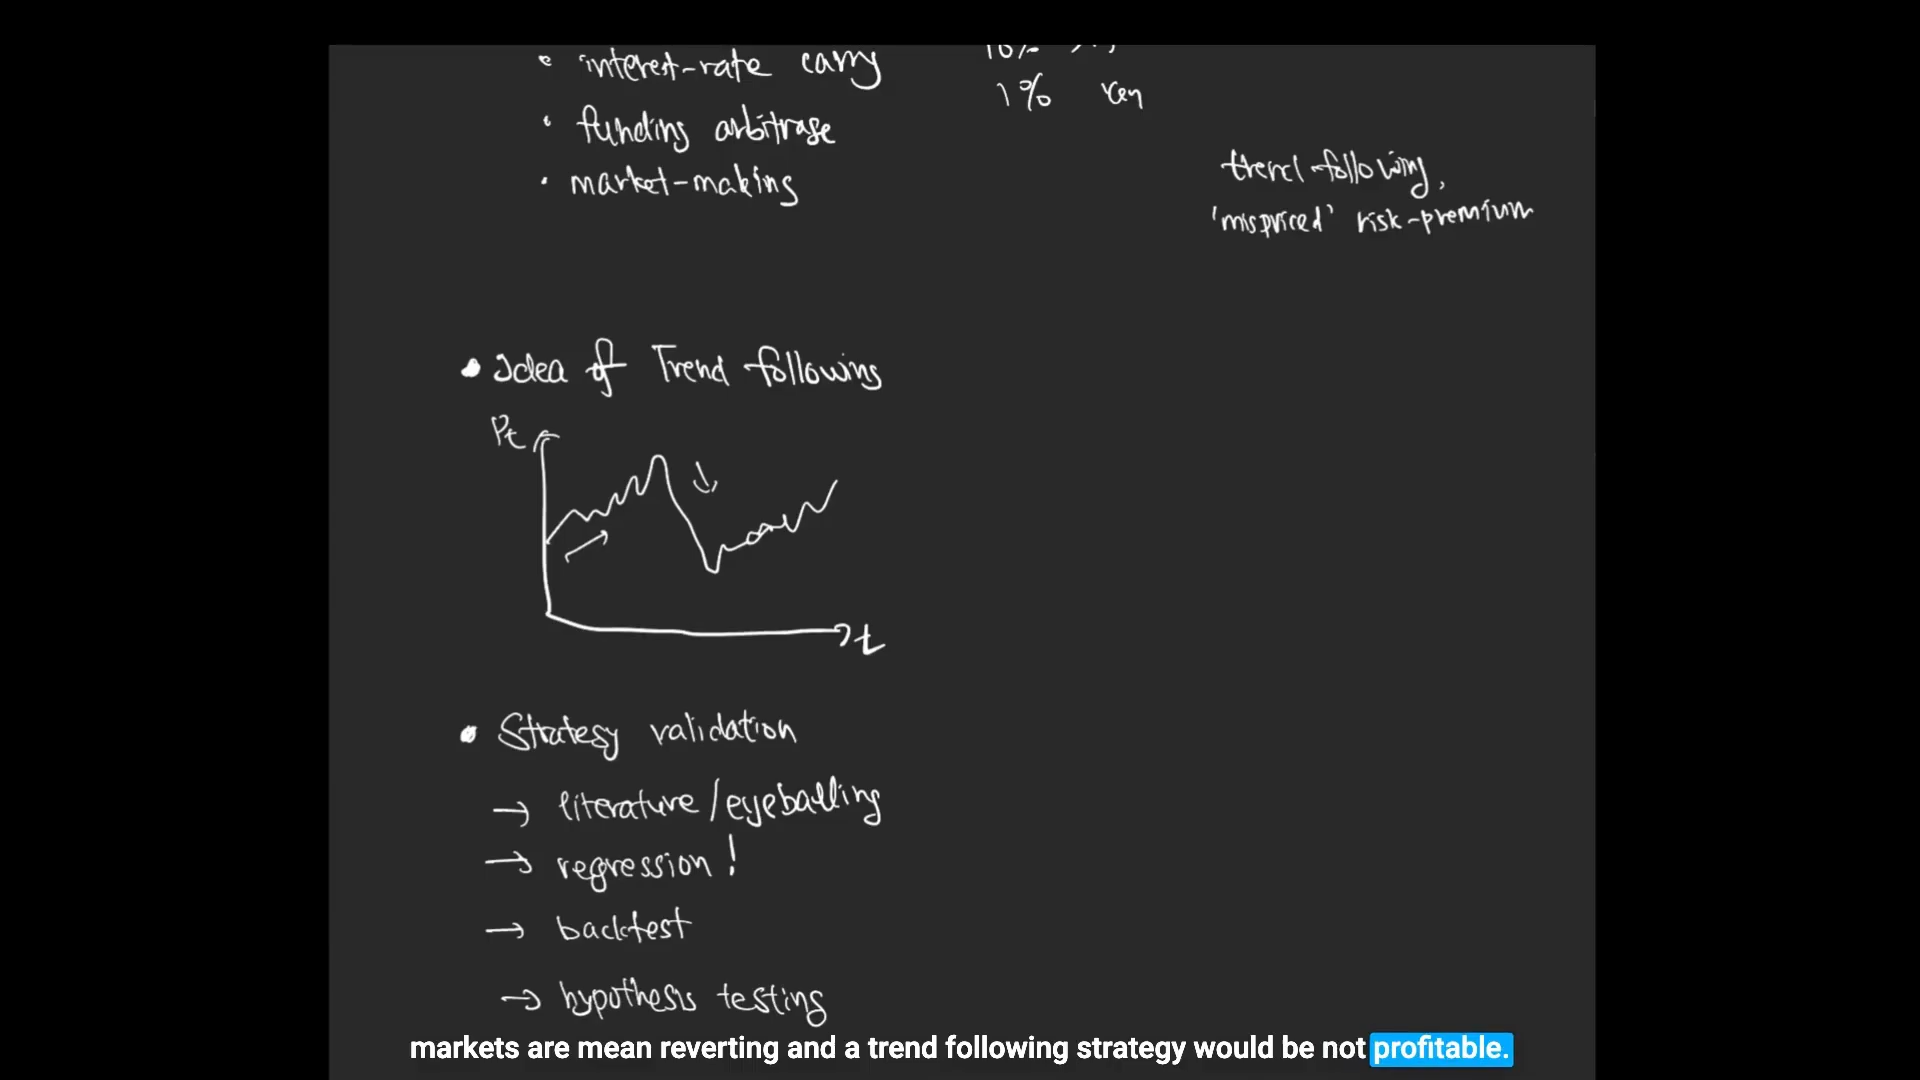 • interest-rate carry
1% Yen
• funding arbitrage
• market-making
trend-following,
'mispriced' risk-premium
• Idea of Trend following
Pt
t
• Strategy validation
→ literature/eyeballing
→ regression!
→ backtest
→ hypothesis testing
markets are mean reverting and a trend following strategy would be not profitable.